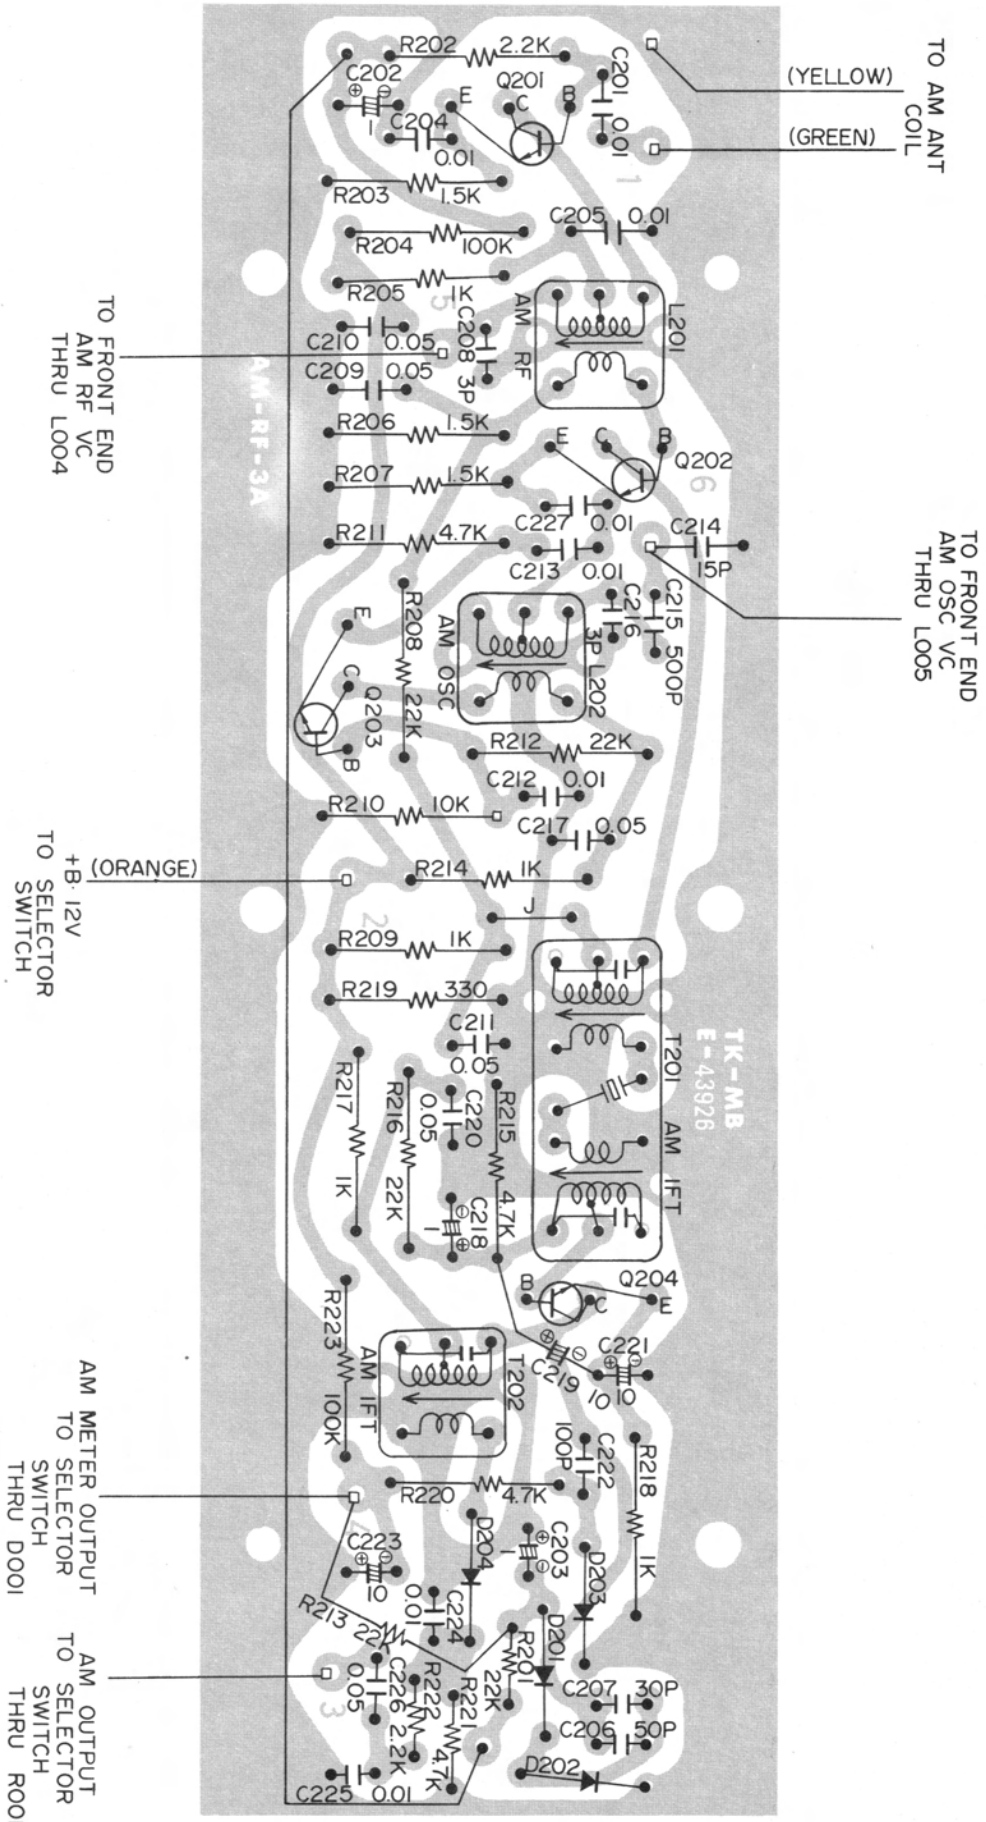 TO AM ANT
COIL
(YELLOW)
(GREEN)
R202 2.2K
C202
1
C201 0.01
Q201
E C B
C204 0.01
R203 1.5K
1
R204 100K
C205 0.01
R205 1K
5
C210 0.05
C208 3P
AM RF
L201
C209 0.05
TO FRONT END
AM RF VC
THRU L004
AM-RF-3A
R206 1.5K
R207 1.5K
R211 4.7K
E C B
Q202
6
C227 0.01
C214
15P
C213 0.01
TO FRONT END
AM OSC VC
THRU L005
R208 22K
AM OSC
L202
C216
3P
C215 500P
E C B
Q203
R212 22K
C212 0.01
R210 10K
C217 0.05
+B. 12V
TO SELECTOR
SWITCH
(ORANGE)
R214 1K
J
2
R209 1K
R219 330
C211
0.05
T201 AM IFT
TK-MB
E-43926
R217 1K
R216 22K
C220
0.05
R215 4.7K
C218
1
Q204
B C E
C219 10
C221
10
R223 100K
AM IFT
T202
C222
100P
R218 1K
R220 4.7K
AM METER OUTPUT
TO SELECTOR
SWITCH
THRU D001
C223
10
D204
C203
1
D203
R213 22K
C224
0.01
R201
22K
D201
AM OUTPUT
TO SELECTOR
SWITCH
THRU R00
3
C226
0.05
R222
2.2K
R221
4.7K
C207 30P
C206 50P
D202
C225 0.01